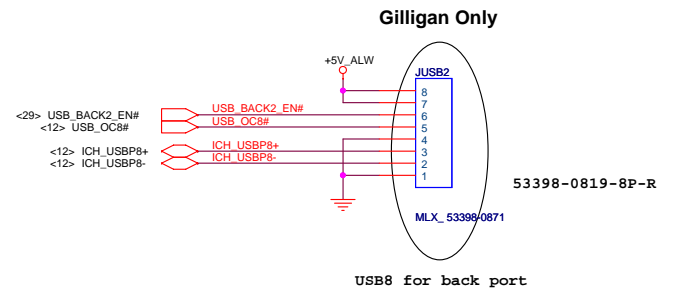 Gilligan Only
+5V_ALW
JUSB2
8
7
<29> USB_BACK2_EN# USB_BACK2_EN# 6
<12> USB_OC8# USB_OC8# 5
4
<12> ICH_USBP8+ ICH_USBP8+ 3
<12> ICH_USBP8- ICH_USBP8- 2
1
53398-0819-8P-R
MLX_ 53398-0871
USB8 for back port